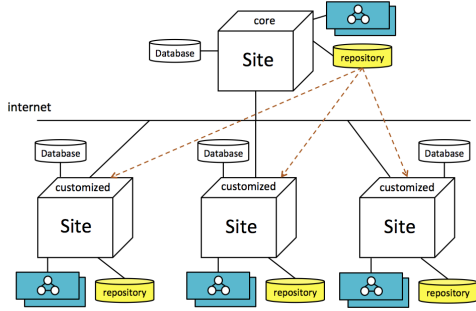 core
Database
Site
repository
internet
Database
Database
Database
customized
customized
customized
Site
Site
Site
repository
repository
repository